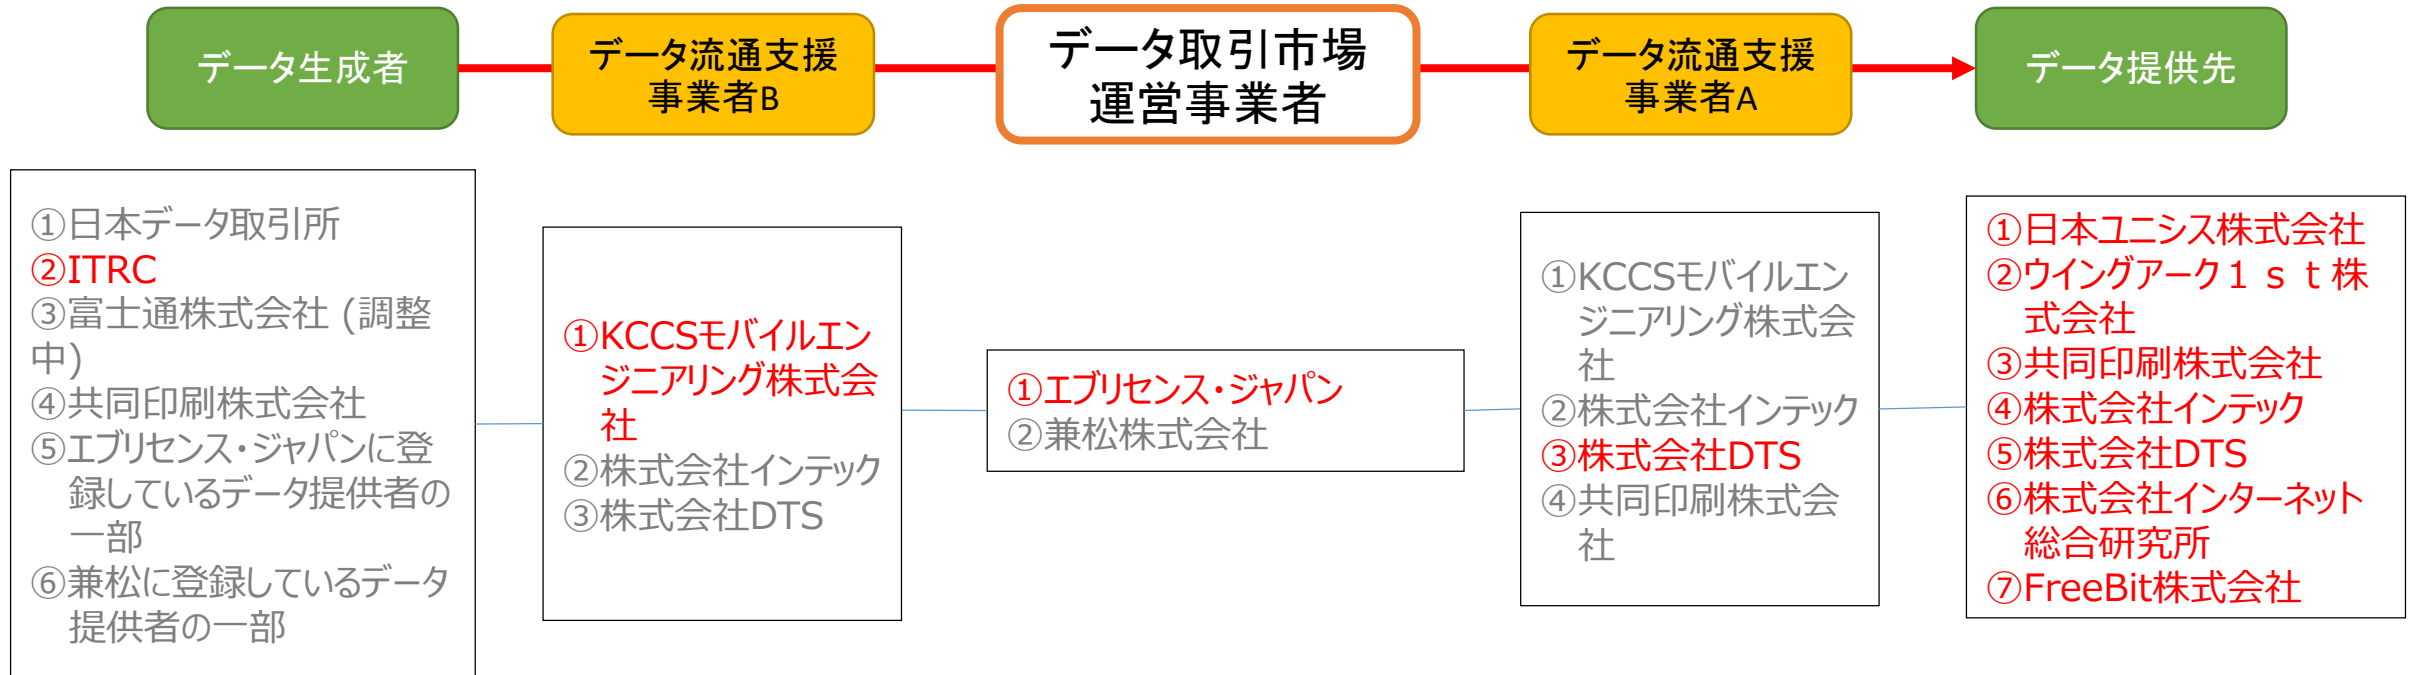 データ生成者
データ流通支援
事業者B
データ取引市場
運営事業者
データ流通支援
事業者A
データ提供先
①日本データ取引所
②ITRC
③富士通株式会社 (調整
中)
④共同印刷株式会社
⑤エブリセンス・ジャパンに登
録しているデータ提供者の
一部
⑥兼松に登録しているデータ
提供者の一部
①KCCSモバイルエン
ジニアリング株式会
社
②株式会社インテック
③株式会社DTS
①エブリセンス・ジャパン
②兼松株式会社
①KCCSモバイルエン
ジニアリング株式会
社
②株式会社インテック
③株式会社DTS
④共同印刷株式会
社
①日本ユニシス株式会社
②ウイングアーク１ｓｔ株
式会社
③共同印刷株式会社
④株式会社インテック
⑤株式会社DTS
⑥株式会社インターネット
総合研究所
⑦FreeBit株式会社